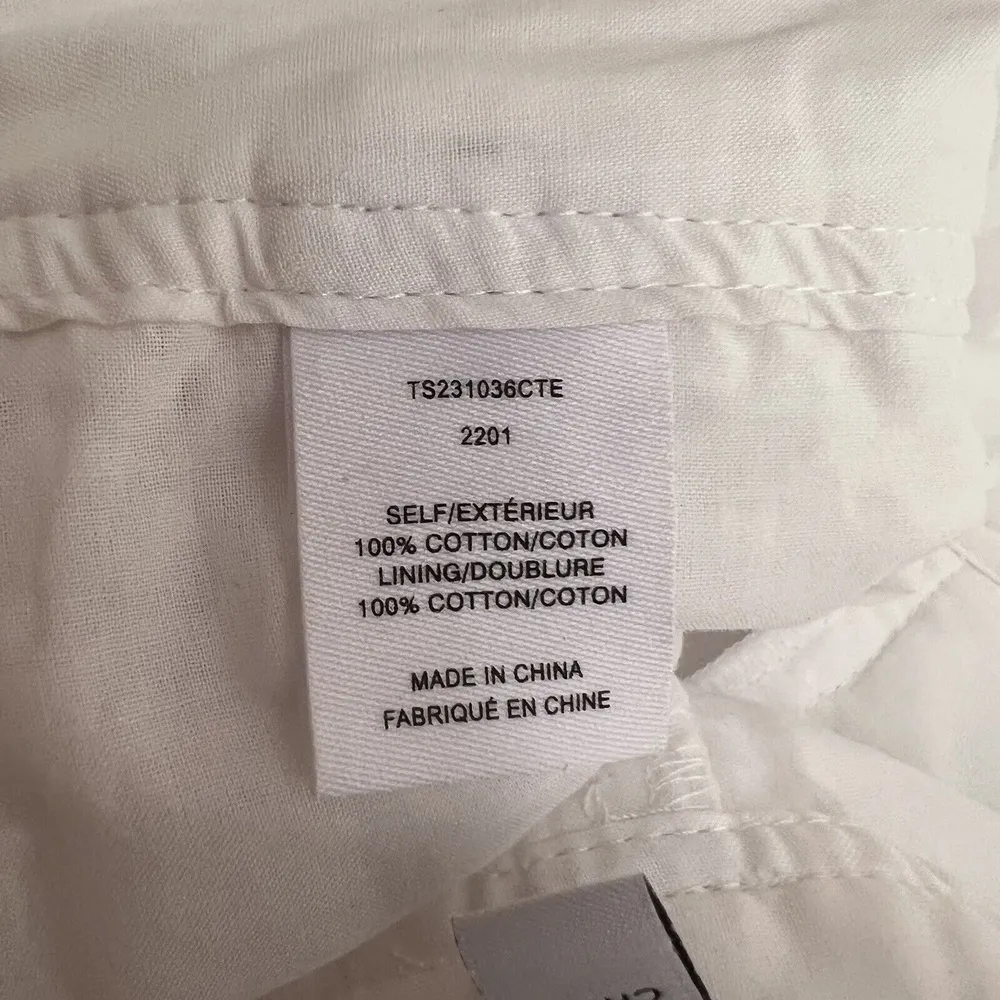 TS231036CTE
2201
SELF/EXTÉRIEUR
100% COTTON/COTON
LINING/DOUBLURE
100% COTTON/COTON
MADE IN CHINA
FABRIQUÉ EN CHINE